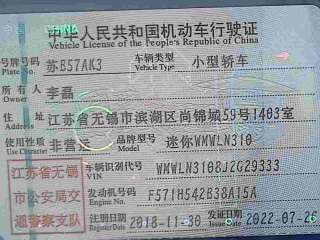 中华人民共和国机动车行驶证
Vehicle License of the People's Republic of China
号牌号码 Plate No. 苏B57AK3 车辆类型 Vehicle Type 小型轿车
所有人 Owner 李磊
住址 Address 江苏省无锡市滨湖区尚锦城59号1403室
使用性质 Use Character 非营运 品牌型号 Model 迷你WMWLN310
车辆识别代号 VIN WMWLN3108J2G29333
江苏省无锡市公安局交通警察支队
发动机号码 Engine No. F571H542B38A15A
注册日期 Register Date 2018-11-30 发证日期 Issue Date 2022-07-26